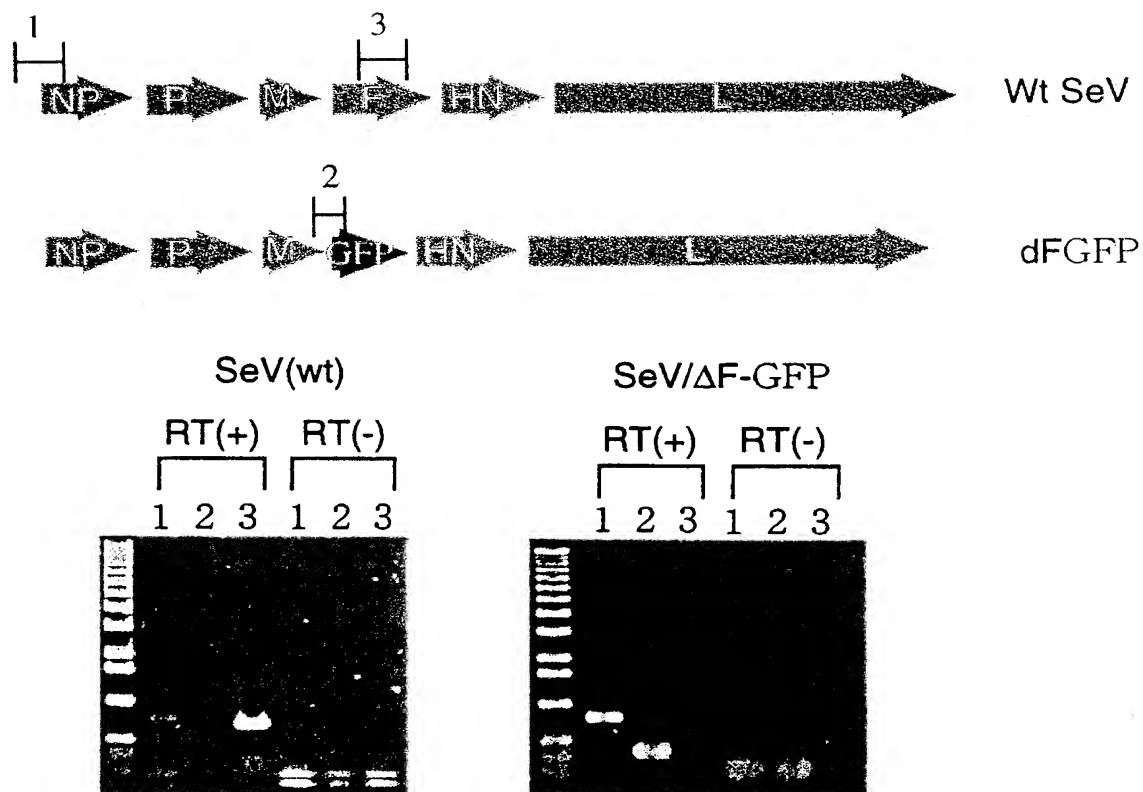 1 3
NP P M F HN L Wt SeV
2
NP P M GFP HN L dFGFP
SeV(wt) SeV/ΔF-GFP
RT(+) RT(-) RT(+) RT(-)
1 2 3 1 2 3 1 2 3 1 2 3